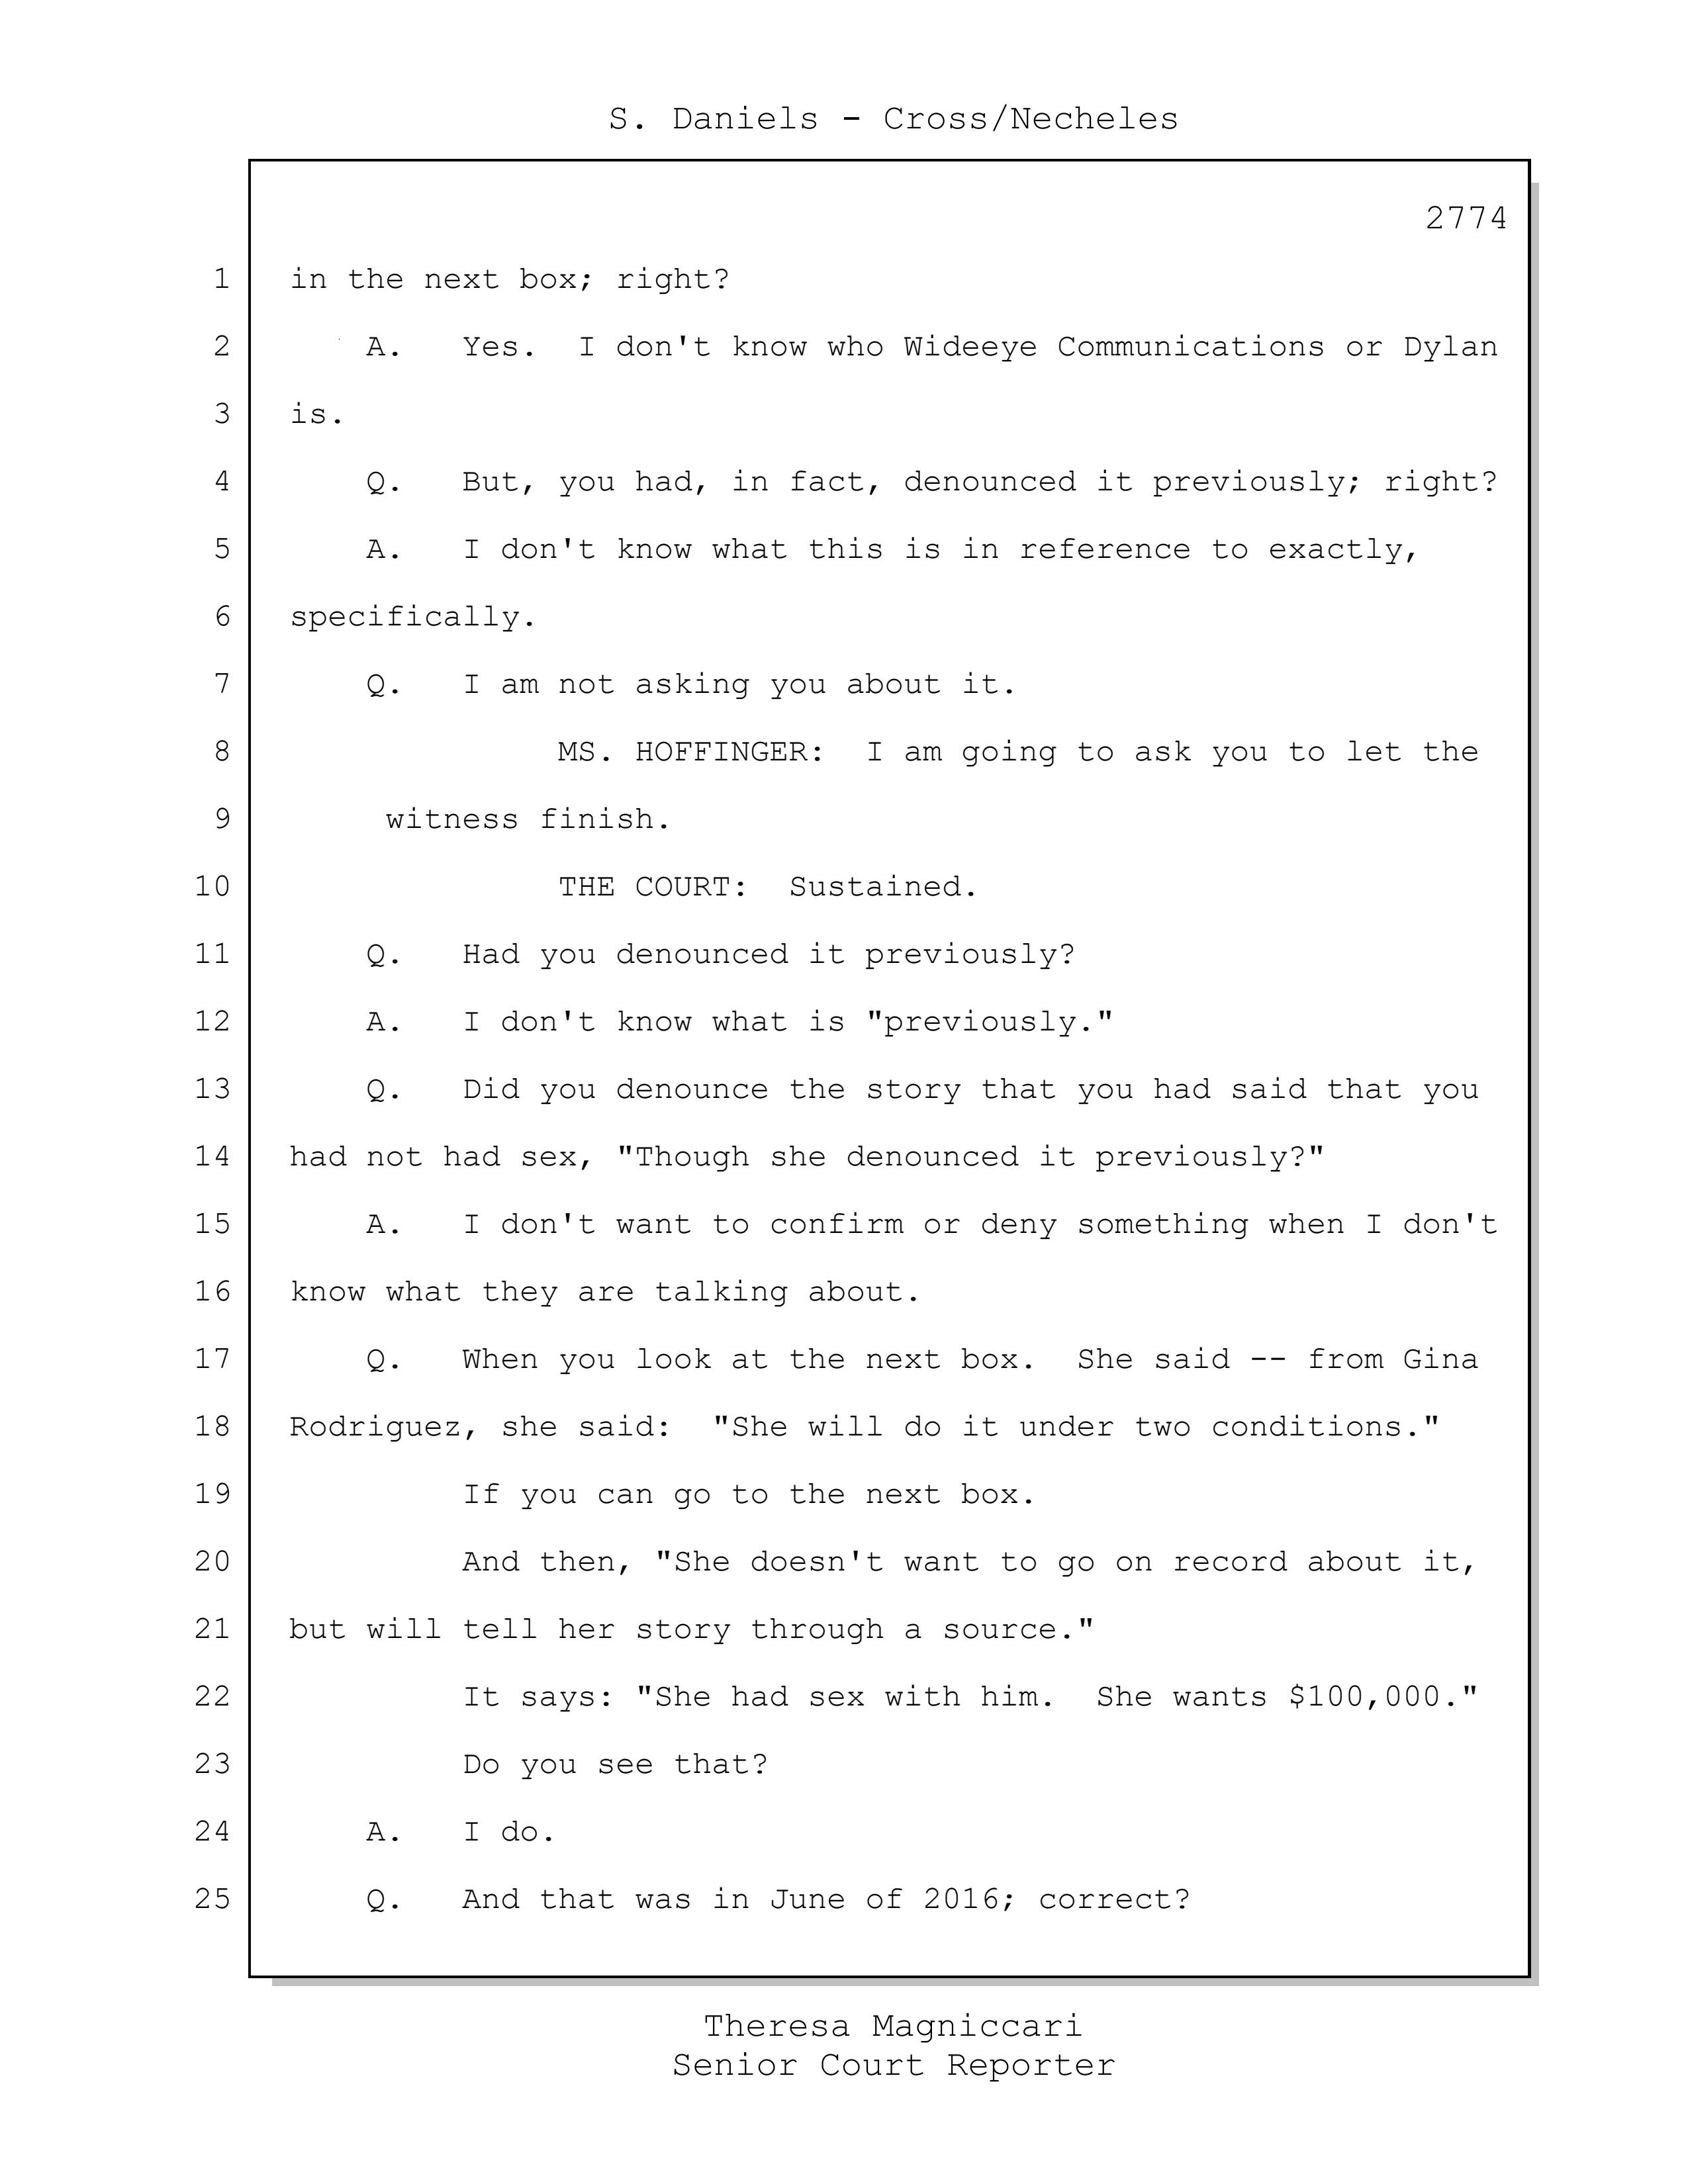 S. Daniels - Cross/Necheles
2774
1 in the next box; right?
2 A. Yes. I don't know who Wideeye Communications or Dylan
3 is.
4 Q. But, you had, in fact, denounced it previously; right?
5 A. I don't know what this is in reference to exactly,
6 specifically.
7 Q. I am not asking you about it.
8 MS. HOFFINGER: I am going to ask you to let the
9 witness finish.
10 THE COURT: Sustained.
11 Q. Had you denounced it previously?
12 A. I don't know what is "previously."
13 Q. Did you denounce the story that you had said that you
14 had not had sex, "Though she denounced it previously?"
15 A. I don't want to confirm or deny something when I don't
16 know what they are talking about.
17 Q. When you look at the next box. She said -- from Gina
18 Rodriguez, she said: "She will do it under two conditions."
19 If you can go to the next box.
20 And then, "She doesn't want to go on record about it,
21 but will tell her story through a source."
22 It says: "She had sex with him. She wants $100,000."
23 Do you see that?
24 A. I do.
25 Q. And that was in June of 2016; correct?
Theresa Magniccari
Senior Court Reporter